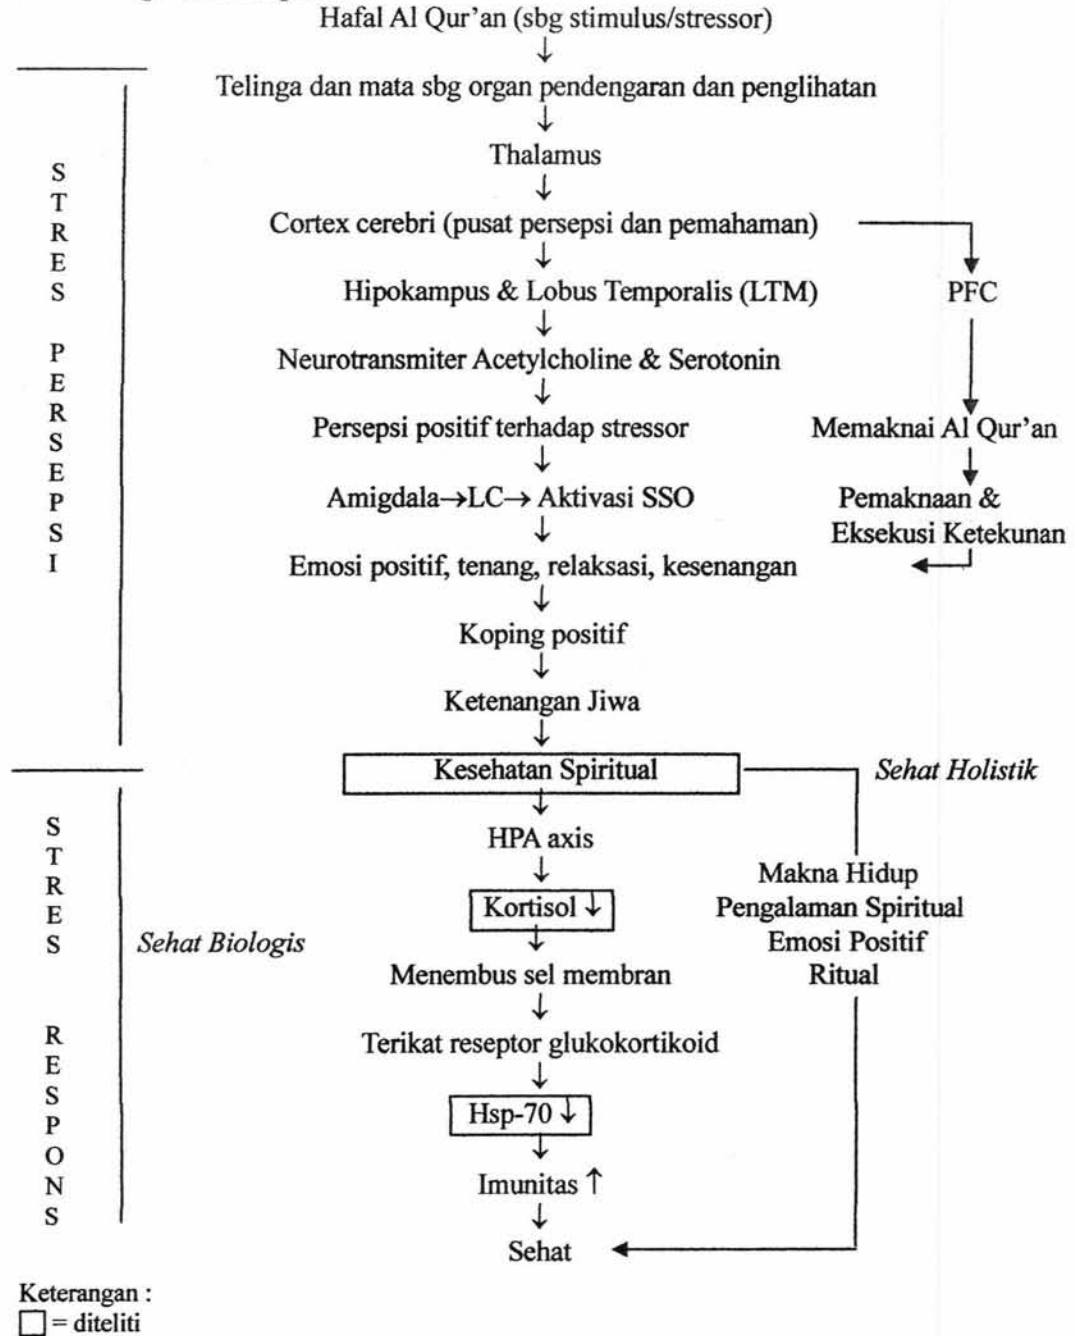 Hafal Al Qur'an (sbg stimulus/stressor)
↓
Telinga dan mata sbg organ pendengaran dan penglihatan
↓
Thalamus
↓
Cortex cerebri (pusat persepsi dan pemahaman)
↓
Hipokampus & Lobus Temporalis (LTM)
PFC
↓
Neurotransmiter Acetylcholine & Serotonin
↓
Persepsi positif terhadap stressor
Memaknai Al Qur'an
↓
Amigdala→LC→ Aktivasi SSO
Pemaknaan &
Eksekusi Ketekunan
↓
Emosi positif, tenang, relaksasi, kesenangan
↓
Koping positif
↓
Ketenangan Jiwa
↓
STRES PERSEPSI
Kesehatan Spiritual
Sehat Holistik
↓
HPA axis
↓
Kortisol ↓
Makna Hidup
Pengalaman Spiritual
Emosi Positif
Ritual
↓
Sehat Biologis
Menembus sel membran
↓
Terikat reseptor glukokortikoid
↓
Hsp-70 ↓
↓
Imunitas ↑
↓
Sehat
STRES RESPONS
Keterangan :
☐ = diteliti